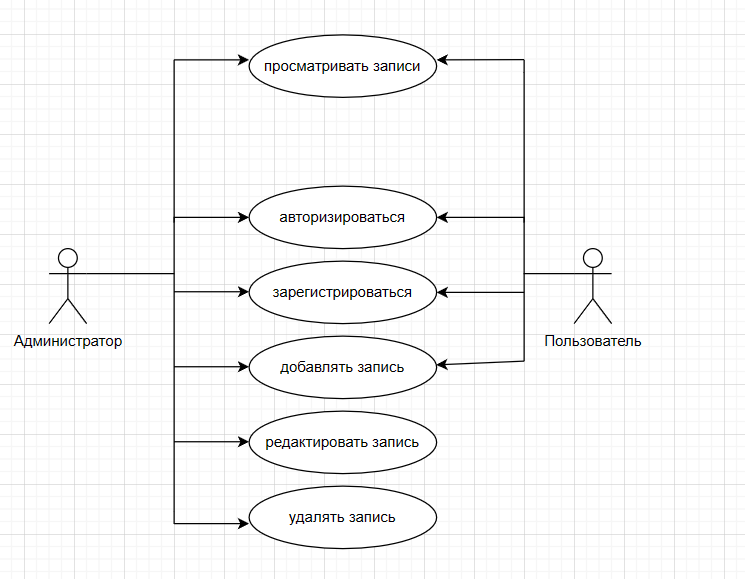 просматривать записи
авторизироваться
зарегистрироваться
Администратор
Пользователь
добавлять запись
редактировать запись
удалять запись